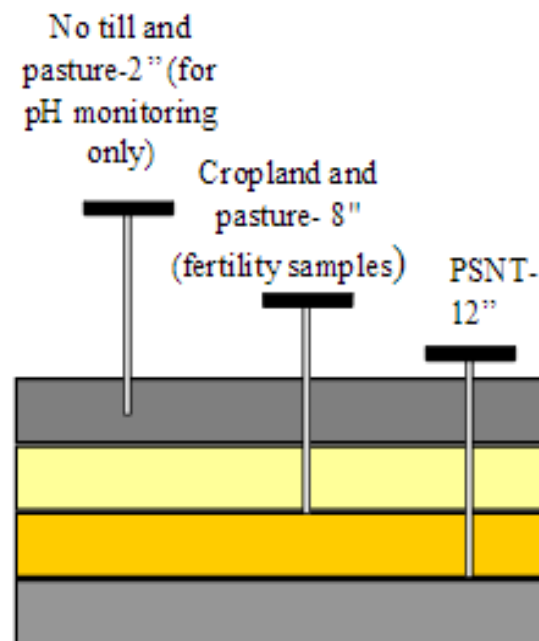 No till and
pasture-2” (for
pH monitoring
only)
Cropland and
pasture- 8"
(fertility samples)
PSNT-
12”